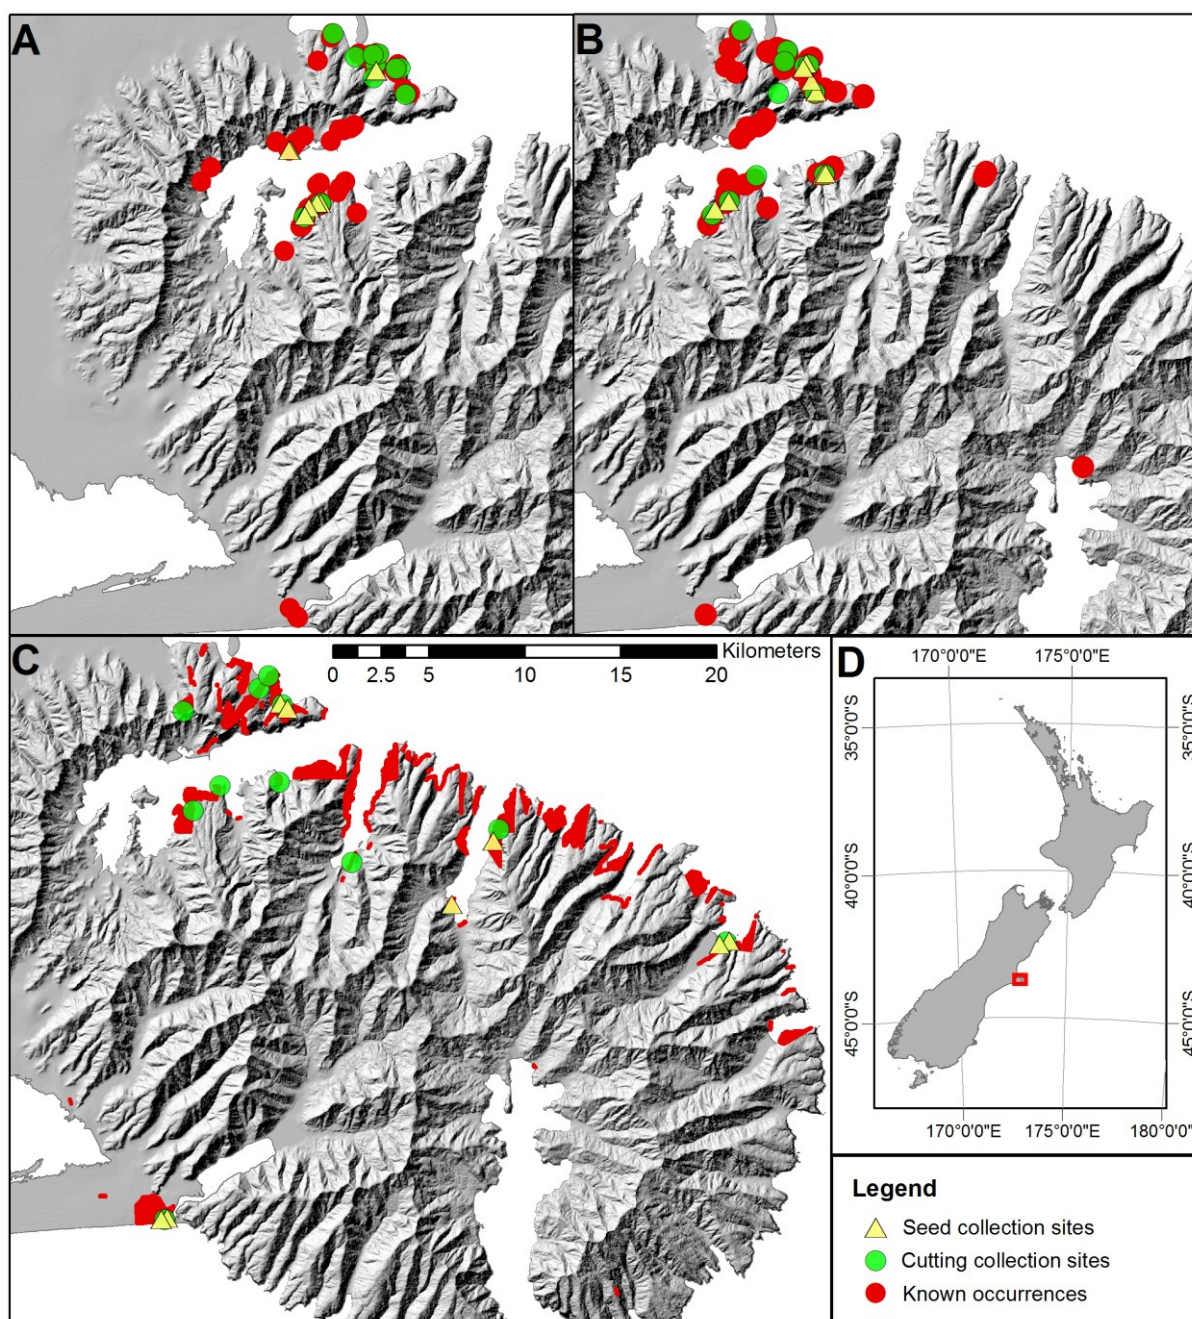 A
B
C
Kilometers
0 2.5 5 10 15 20
D
170°0'0"E 175°0'0"E
35°0'0"S 35°0'0"S
40°0'0"S 40°0'0"S
45°0'0"S 45°0'0"S
170°0'0"E 175°0'0"E 180°0'0"
Legend
Seed collection sites
Cutting collection sites
Known occurrences